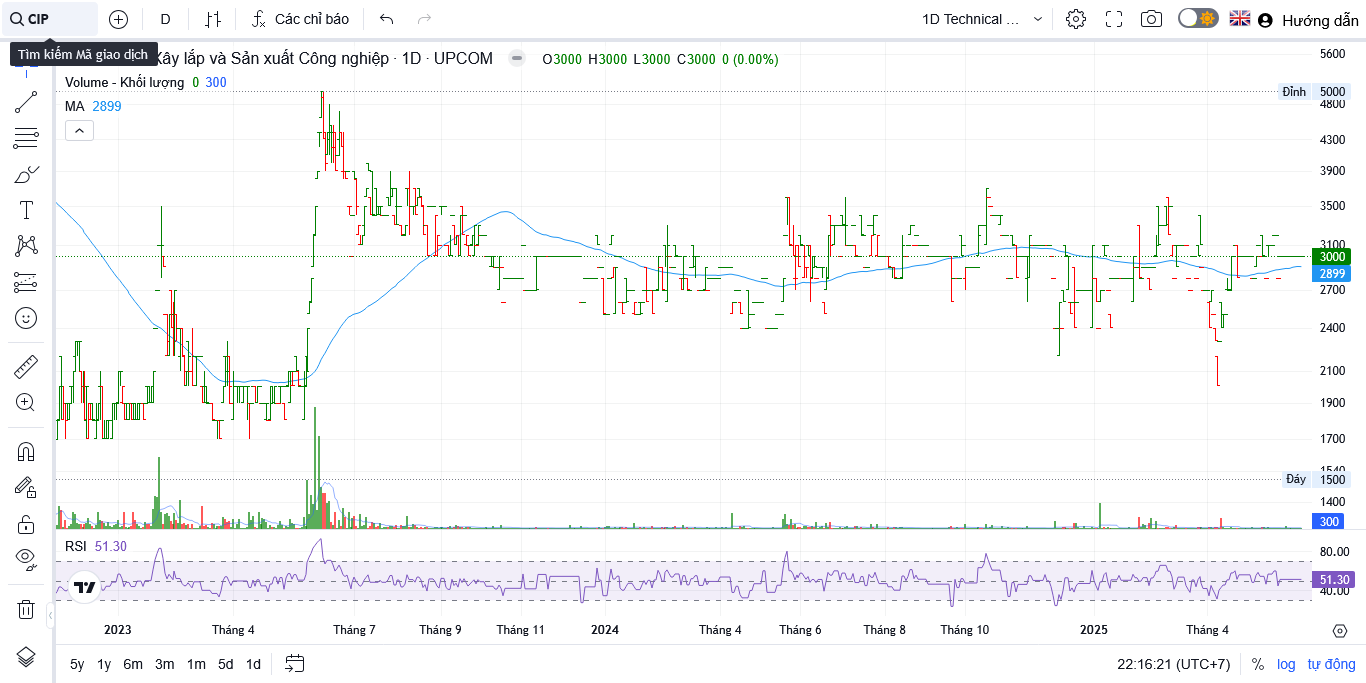 CIP
D
Các chỉ báo
1D Technical ...
Hướng dẫn
Tìm kiếm Mã giao dịch
Xây lắp và Sản xuất Công nghiệp · 1D · UPCOM
O3000 H3000 L3000 C3000 0 (0.00%)
Volume - Khối lượng 0 300
MA 2899
5600
Đỉnh 5000
4800
4300
3900
3500
3100
3000
2899
2700
2400
2100
1900
1700
1540
Đáy 1500
1400
300
RSI 51.30
80.00
51.30
40.00
2023 Tháng 4 Tháng 7 Tháng 9 Tháng 11 2024 Tháng 4 Tháng 6 Tháng 8 Tháng 10 2025 Tháng 4
5y 1y 6m 3m 1m 5d 1d
22:16:21 (UTC+7) % log tự động